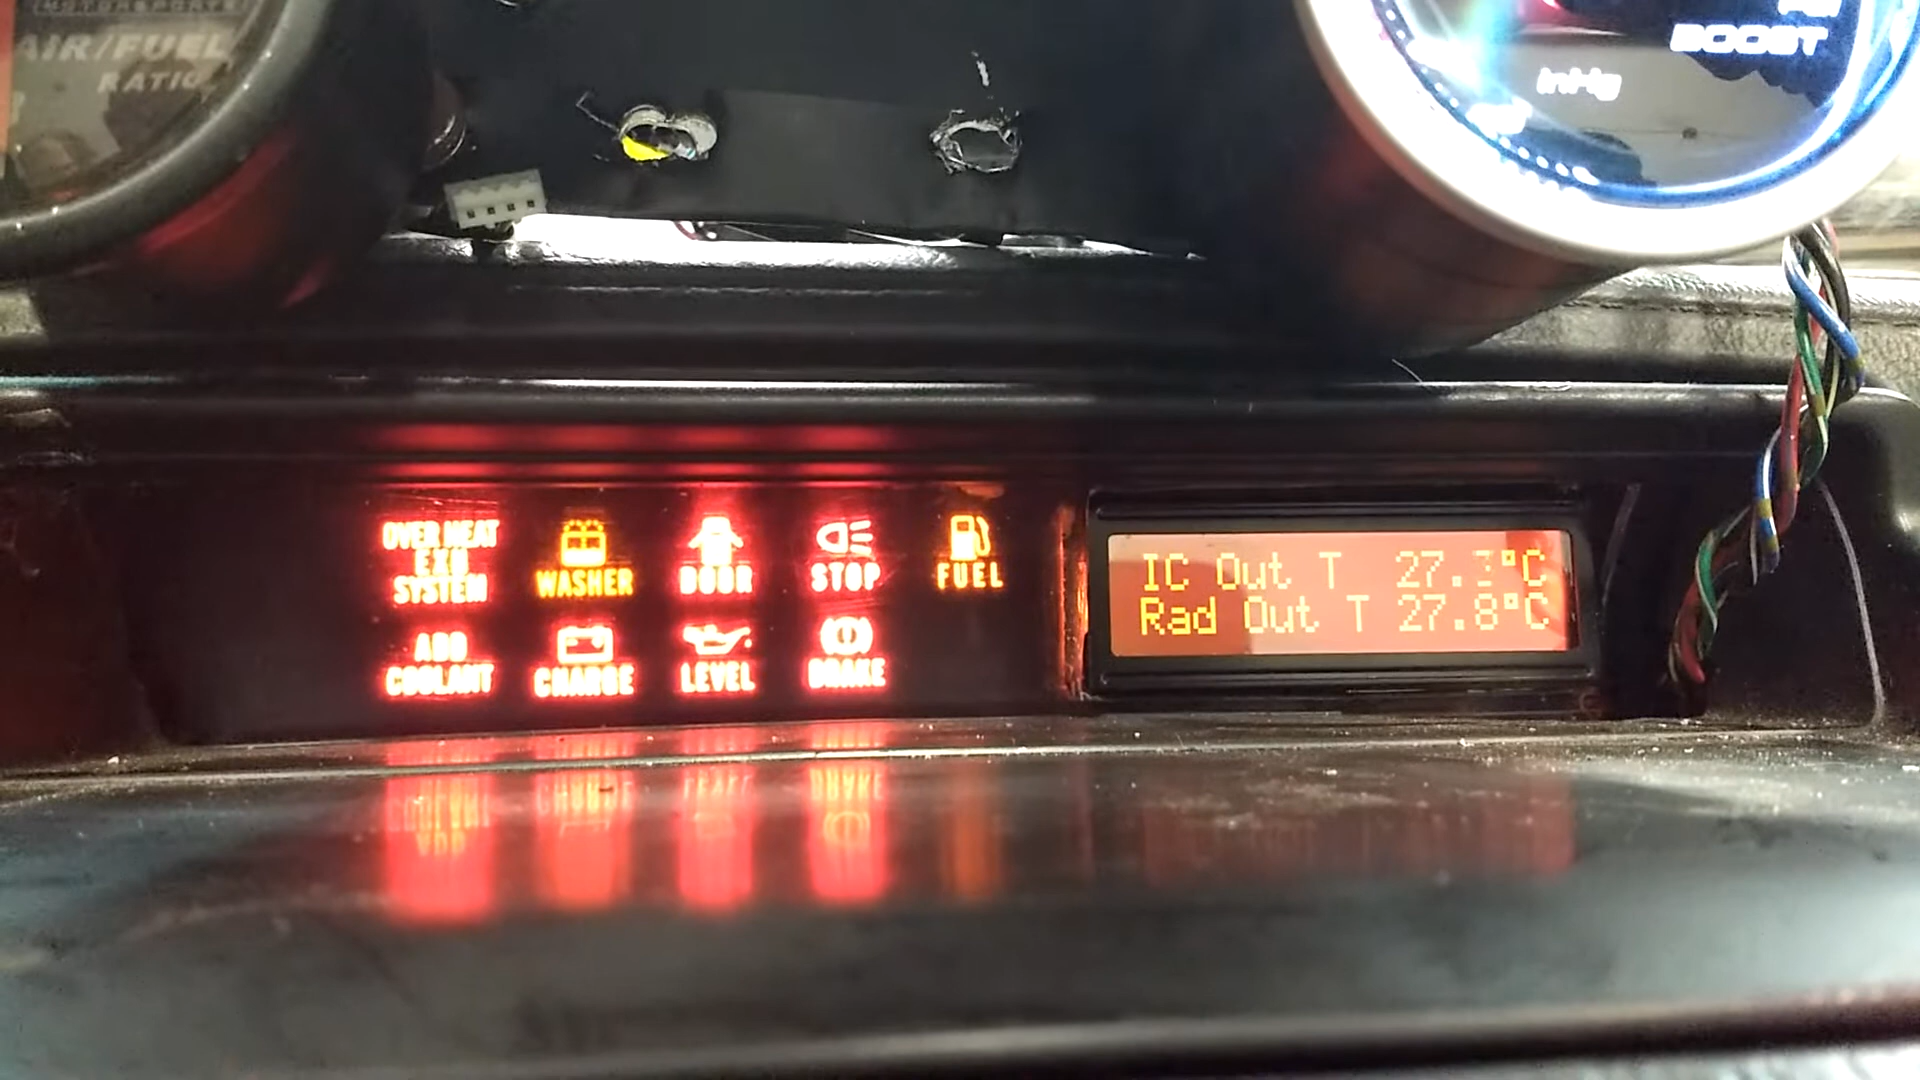 MOTORSPORTS
AIR/FUEL
RATIO
BOOST
inHg
OVER HEAT
EXH
SYSTEM
WASHER
DOOR
STOP
FUEL
ADD
COOLANT
CHARGE
LEVEL
BRAKE
IC Out T 27.3°C
Rad Out T 27.8°C